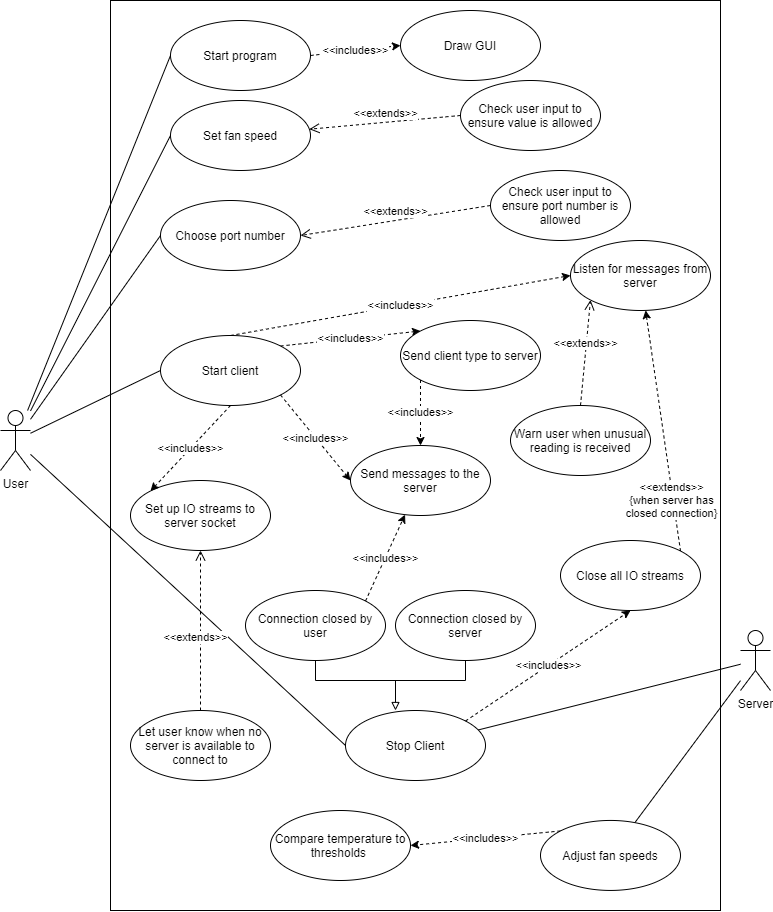 Start program
<<includes>>
Draw GUI
Set fan speed
<<extends>>
Check user input to
ensure value is allowed
Choose port number
<<extends>>
Check user input to
ensure port number is
allowed
Listen for messages from
server
<<includes>>
Start client
<<includes>>
Send client type to server
<<extends>>
<<includes>>
<<includes>>
<<includes>>
Warn user when unusual
reading is received
User
Send messages to the
server
Set up IO streams to
server socket
<<extends>>
{when server has
closed connection}
<<includes>>
Close all IO streams
Connection closed by
user
Connection closed by
server
<<extends>>
<<includes>>
Server
Let user know when no
server is available to
connect to
Stop Client
Compare temperature to
thresholds
<<includes>>
Adjust fan speeds